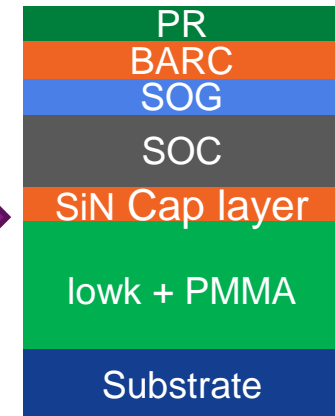 PR
BARC
SOG
SOC
SiN Cap layer
lowk + PMMA
Substrate